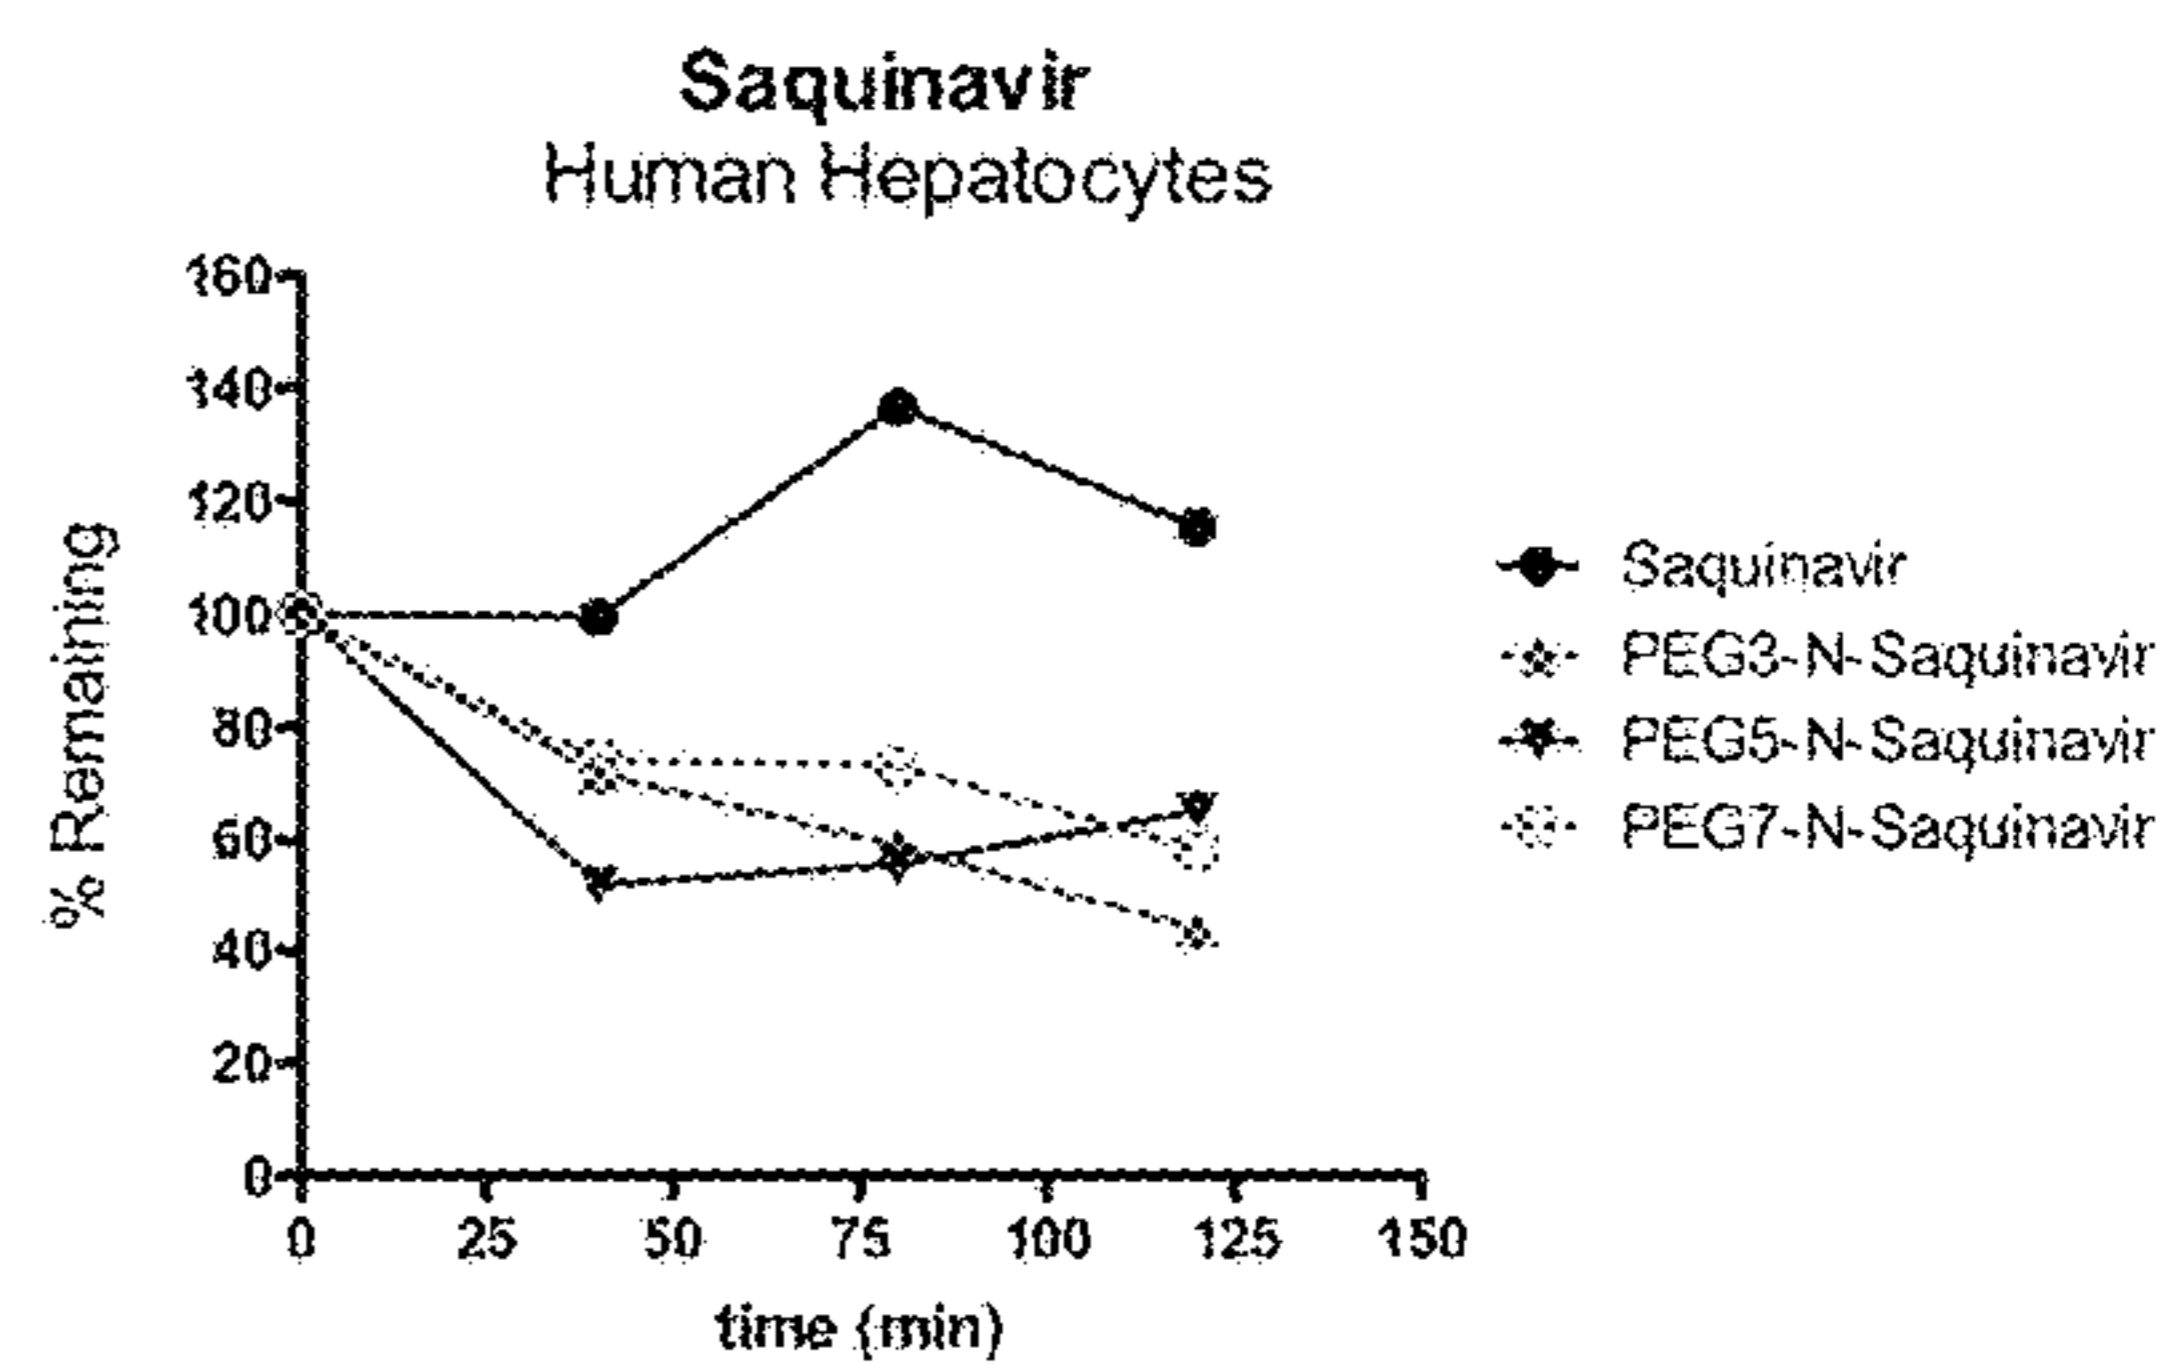 Saquinavir
Human Hepatocytes
% Remaining
160
140
120
100
80
60
40
20
0
0 25 50 75 100 125 150
time (min)
Saquinavir
PEG3-N-Saquinavir
PEG5-N-Saquinavir
PEG7-N-Saquinavir